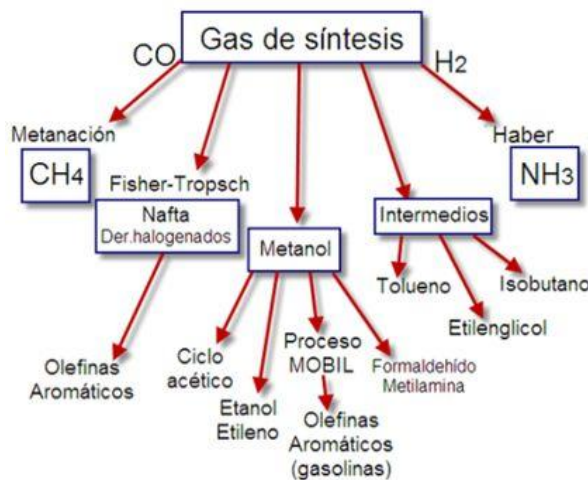 Gas de síntesis
CO
H2
Metanación
CH4
Fisher-Tropsch
Nafta
Der.halogenados
Metanol
Intermedios
Haber
NH3
Tolueno
Isobutano
Etilenglicol
Olefinas
Aromáticos
Ciclo
acético
Etanol
Etileno
Proceso
MOBIL
Olefinas
Aromáticos
(gasolinas)
Formaldehído
Metilamina